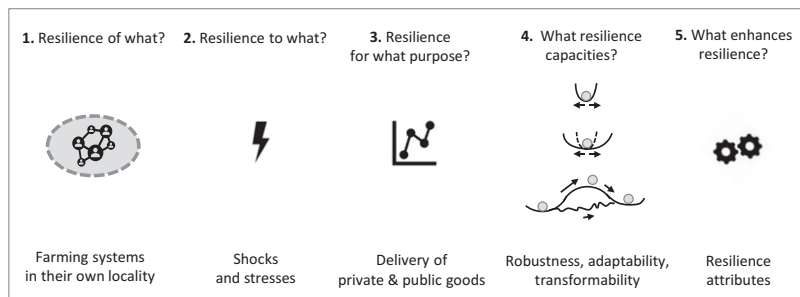 1. Resilience of what?
2. Resilience to what?
3. Resilience
for what purpose?
4. What resilience
capacities?
5. What enhances
resilience?
Farming systems
in their own locality
Shocks
and stresses
Delivery of
private & public goods
Robustness, adaptability,
transformability
Resilience
attributes